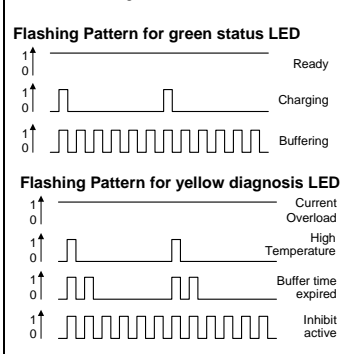 Flashing Pattern for green status LED
1
0
Ready
1
0
Charging
1
0
Buffering
Flashing Pattern for yellow diagnosis LED
1
0
Current
Overload
1
0
High
Temperature
1
0
Buffer time
expired
1
0
Inhibit
active